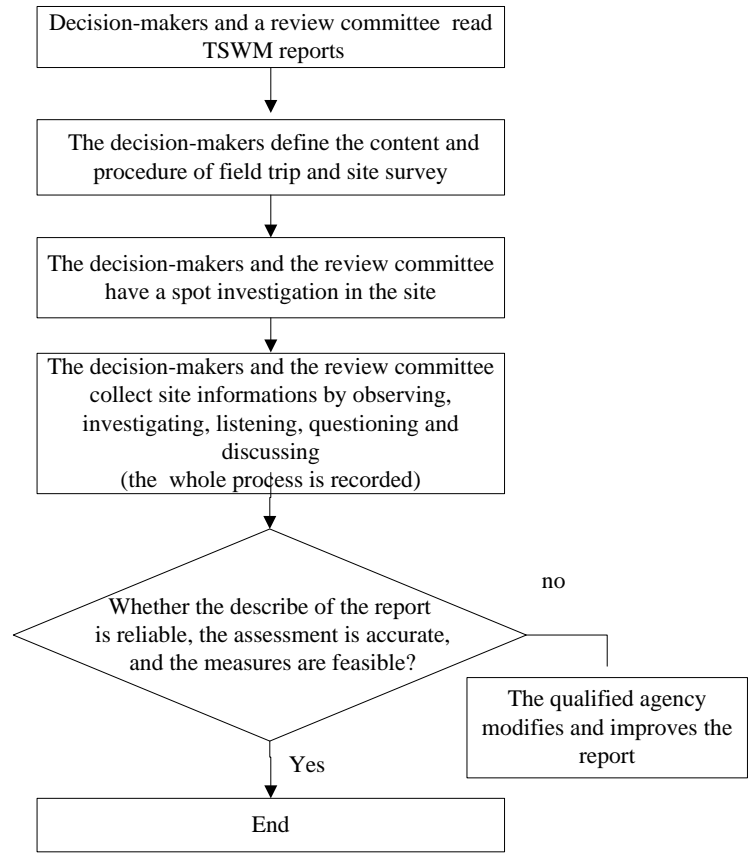 Decision-makers and a review committee read
TSWM reports
The decision-makers define the content and
procedure of field trip and site survey
The decision-makers and the review committee
have a spot investigation in the site
The decision-makers and the review committee
collect site informations by observing,
investigating, listening, questioning and
discussing
(the whole process is recorded)
Whether the describe of the report
is reliable, the assessment is accurate,
and the measures are feasible?
no
The qualified agency
modifies and improves the
report
Yes
End